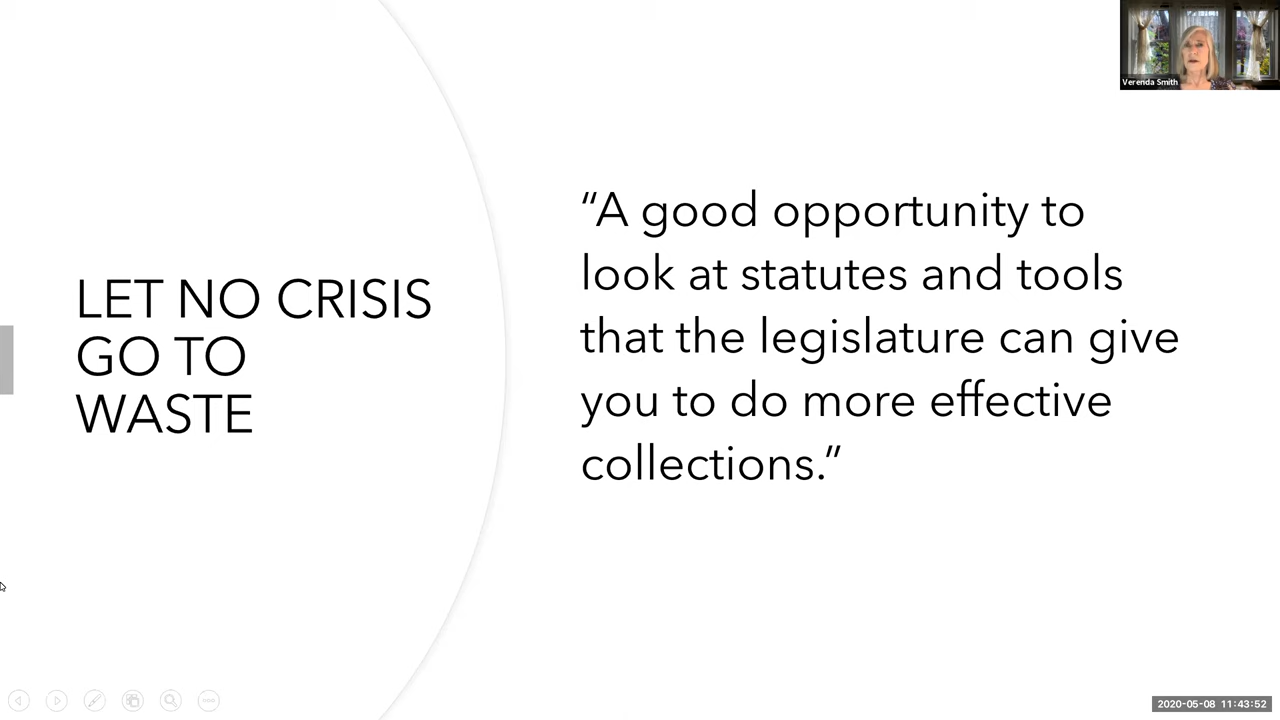 Verenda Smith
LET NO CRISIS
GO TO
WASTE
“A good opportunity to
look at statutes and tools
that the legislature can give
you to do more effective
collections.”
2020-05-08 11:43:52